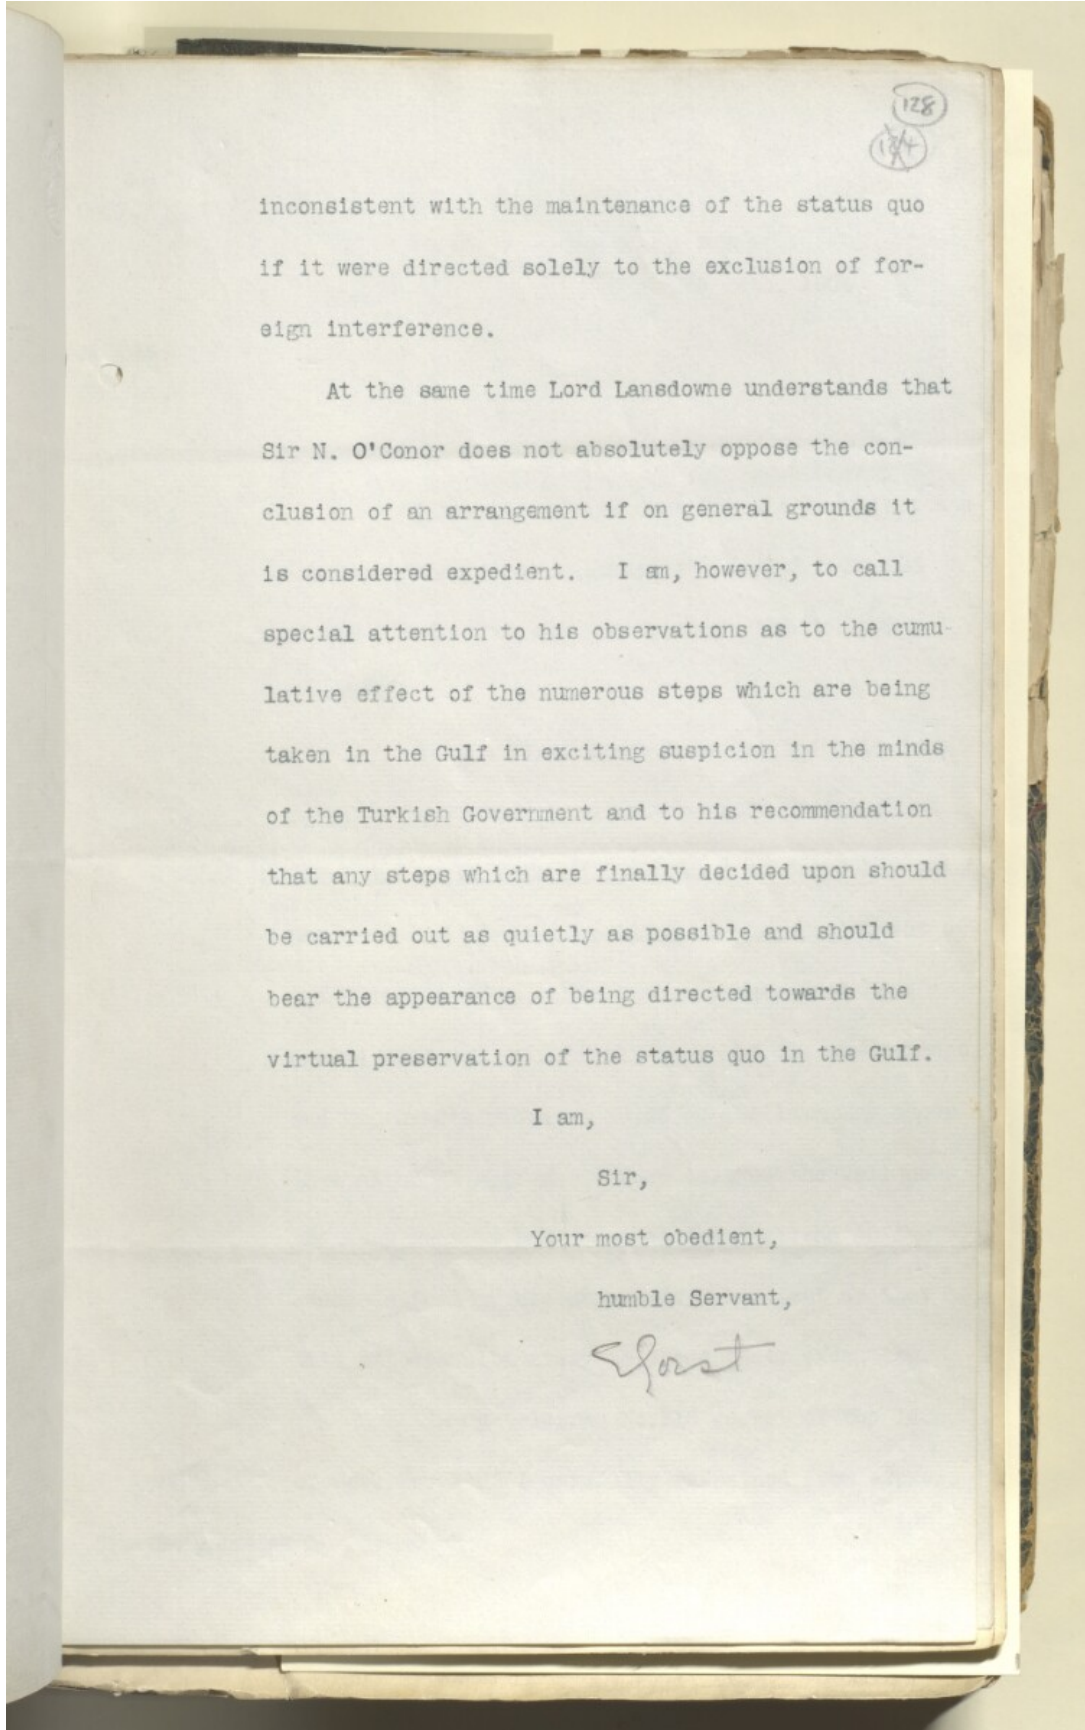 128
inconsistent with the maintenance of the status quo
if it were directed solely to the exclusion of for-
eign interference.
At the same time Lord Lansdowne understands that
Sir N. O'Conor does not absolutely oppose the con-
clusion of an arrangement if on general grounds it
is considered expedient. I am, however, to call
special attention to his observations as to the cumu-
lative effect of the numerous steps which are being
taken in the Gulf in exciting suspicion in the minds
of the Turkish Government and to his recommendation
that any steps which are finally decided upon should
be carried out as quietly as possible and should
bear the appearance of being directed towards the
virtual preservation of the status quo in the Gulf.
I am,
Sir,
Your most obedient,
humble Servant,
EGorst